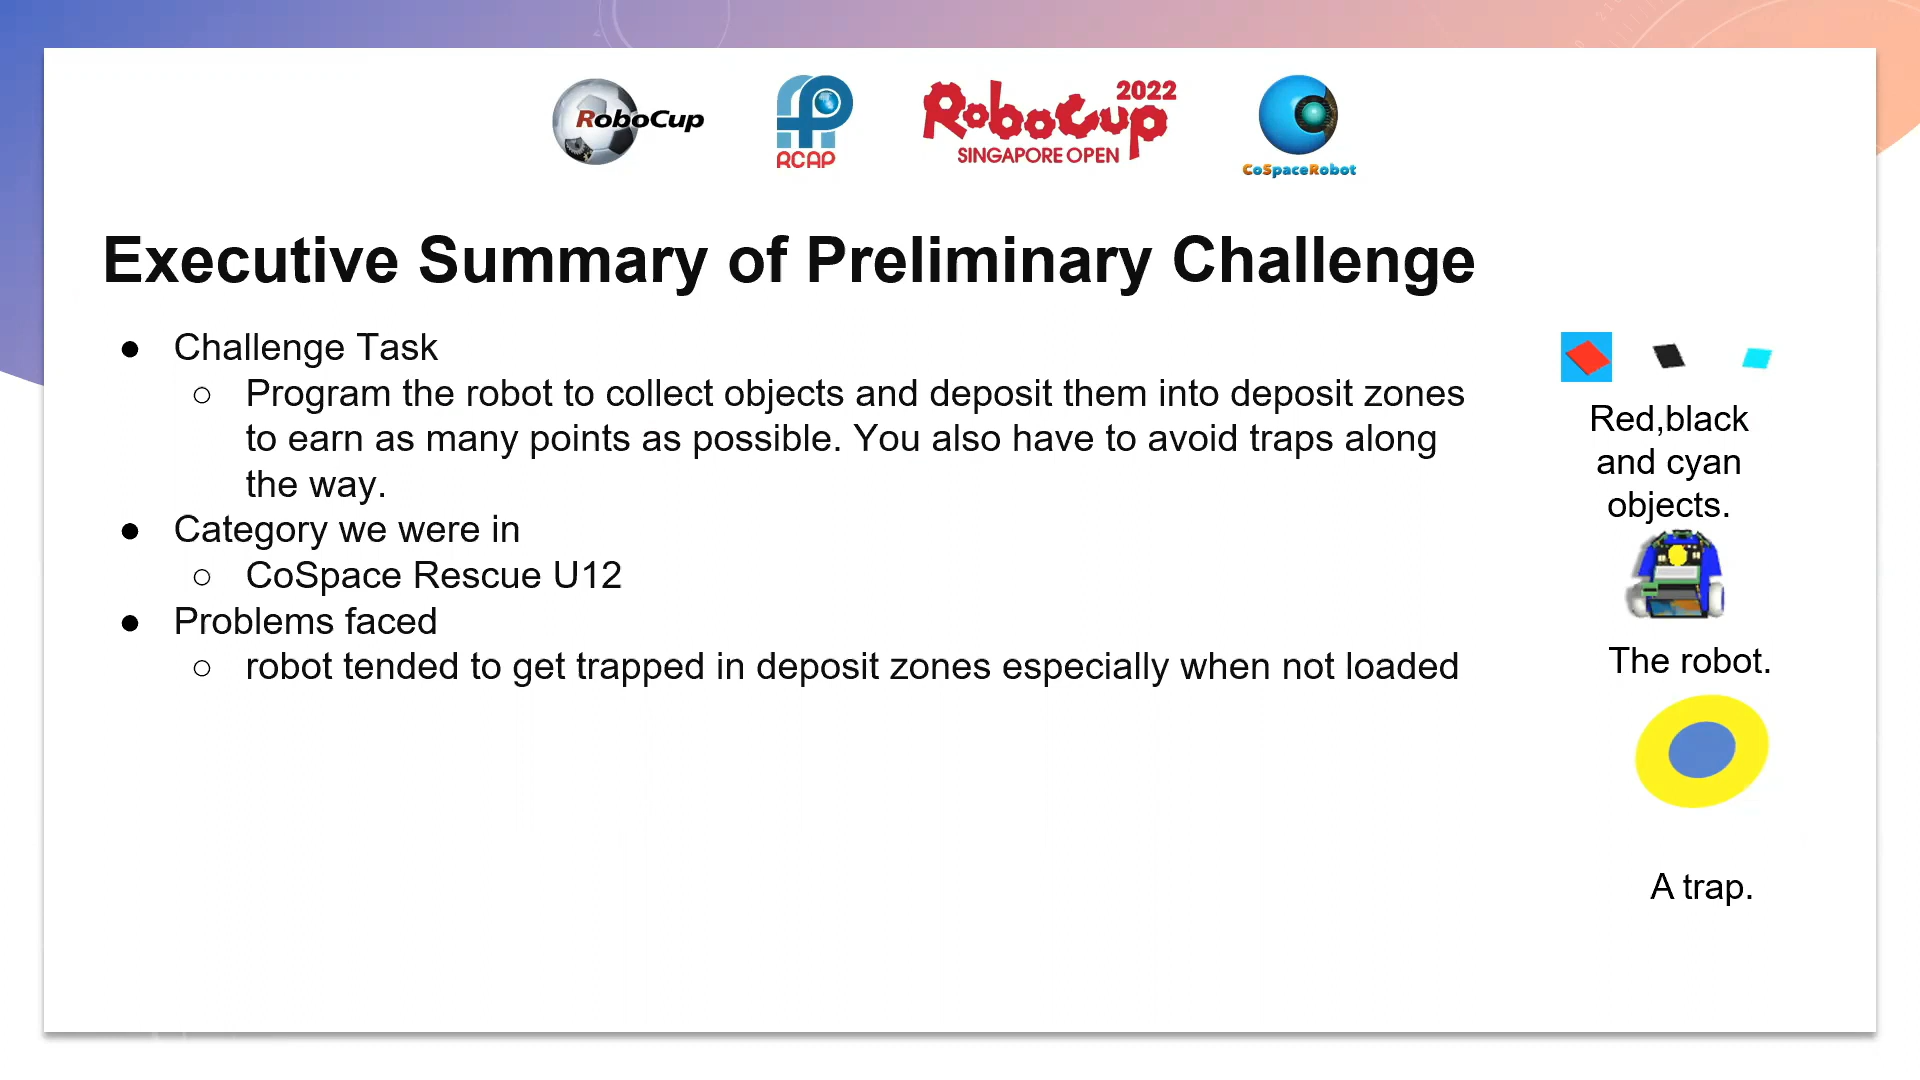 RoboCup
RCAP
RoboCup 2022
SINGAPORE OPEN
CoSpaceRobot
Executive Summary of Preliminary Challenge
● Challenge Task
○ Program the robot to collect objects and deposit them into deposit zones
to earn as many points as possible. You also have to avoid traps along
the way.
● Category we were in
○ CoSpace Rescue U12
● Problems faced
○ robot tended to get trapped in deposit zones especially when not loaded
Red,black
and cyan
objects.
The robot.
A trap.